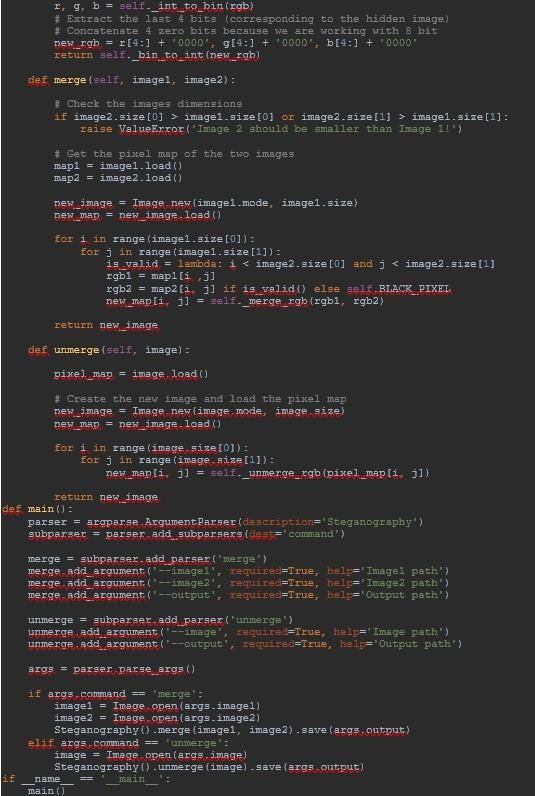 r, g, b = self._int_to_bin(rgb)
# Extract the last 4 bits (corresponding to the hidden image)
# Concatenate 4 zero bits because we are working with 8 bit
new_rgb = r[4:] + '0000', g[4:] + '0000', b[4:] + '0000'
return self._bin_to_int(new_rgb)
def merge(self, image1, image2):
# Check the images dimensions
if image2.size[0] > image1.size[0] or image2.size[1] > image1.size[1]:
raise ValueError('Image 2 should be smaller than Image 1!')
# Get the pixel map of the two images
map1 = image1.load()
map2 = image2.load()
new_image = Image.new(image1.mode, image1.size)
new_map = new_image.load()
for i in range(image1.size[0]):
for j in range(image1.size[1]):
is_valid = lambda: i < image2.size[0] and j < image2.size[1]
rgb1 = map1[i ,j]
rgb2 = map2[i, j] if is_valid() else self.BLACK_PIXEL
new_map[i, j] = self._merge_rgb(rgb1, rgb2)
return new_image
def unmerge(self, image):
pixel_map = image.load()
# Create the new image and load the pixel map
new_image = Image.new(image.mode, image.size)
new_map = new_image.load()
for i in range(image.size[0]):
for j in range(image.size[1]):
new_map[i, j] = self._unmerge_rgb(pixel_map[i, j])
return new_image
def main():
parser = argparse.ArgumentParser(description='Steganography')
subparser = parser.add_subparsers(dest='command')
merge = subparser.add_parser('merge')
merge.add_argument('--image1', required=True, help='Image1 path')
merge.add_argument('--image2', required=True, help='Image2 path')
merge.add_argument('--output', required=True, help='Output path')
unmerge = subparser.add_parser('unmerge')
unmerge.add_argument('--image', required=True, help='Image path')
unmerge.add_argument('--output', required=True, help='Output path')
args = parser.parse_args()
if args.command == 'merge':
image1 = Image.open(args.image1)
image2 = Image.open(args.image2)
Steganography().merge(image1, image2).save(args.output)
elif args.command == 'unmerge':
image = Image.open(args.image)
Steganography().unmerge(image).save(args.output)
if __name__ == '__main__':
main()